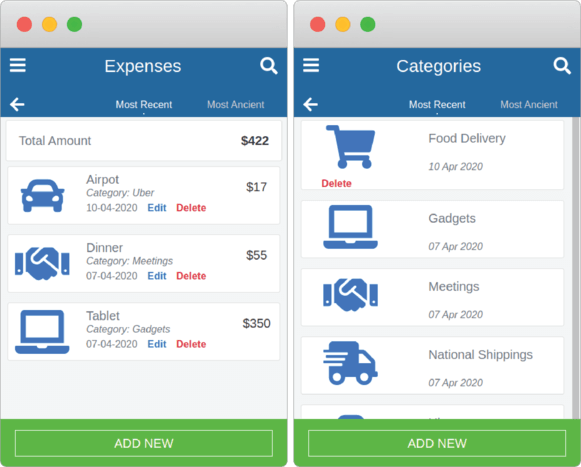 Expenses
Most Recent
Most Ancient
Total Amount
$422
Airpot
$17
Category: Uber
10-04-2020 Edit Delete
Dinner
$55
Category: Meetings
07-04-2020 Edit Delete
Tablet
$350
Category: Gadgets
07-04-2020 Edit Delete
ADD NEW
Categories
Most Recent
Most Ancient
Food Delivery
10 Apr 2020
Delete
Gadgets
07 Apr 2020
Meetings
07 Apr 2020
National Shippings
07 Apr 2020
ADD NEW